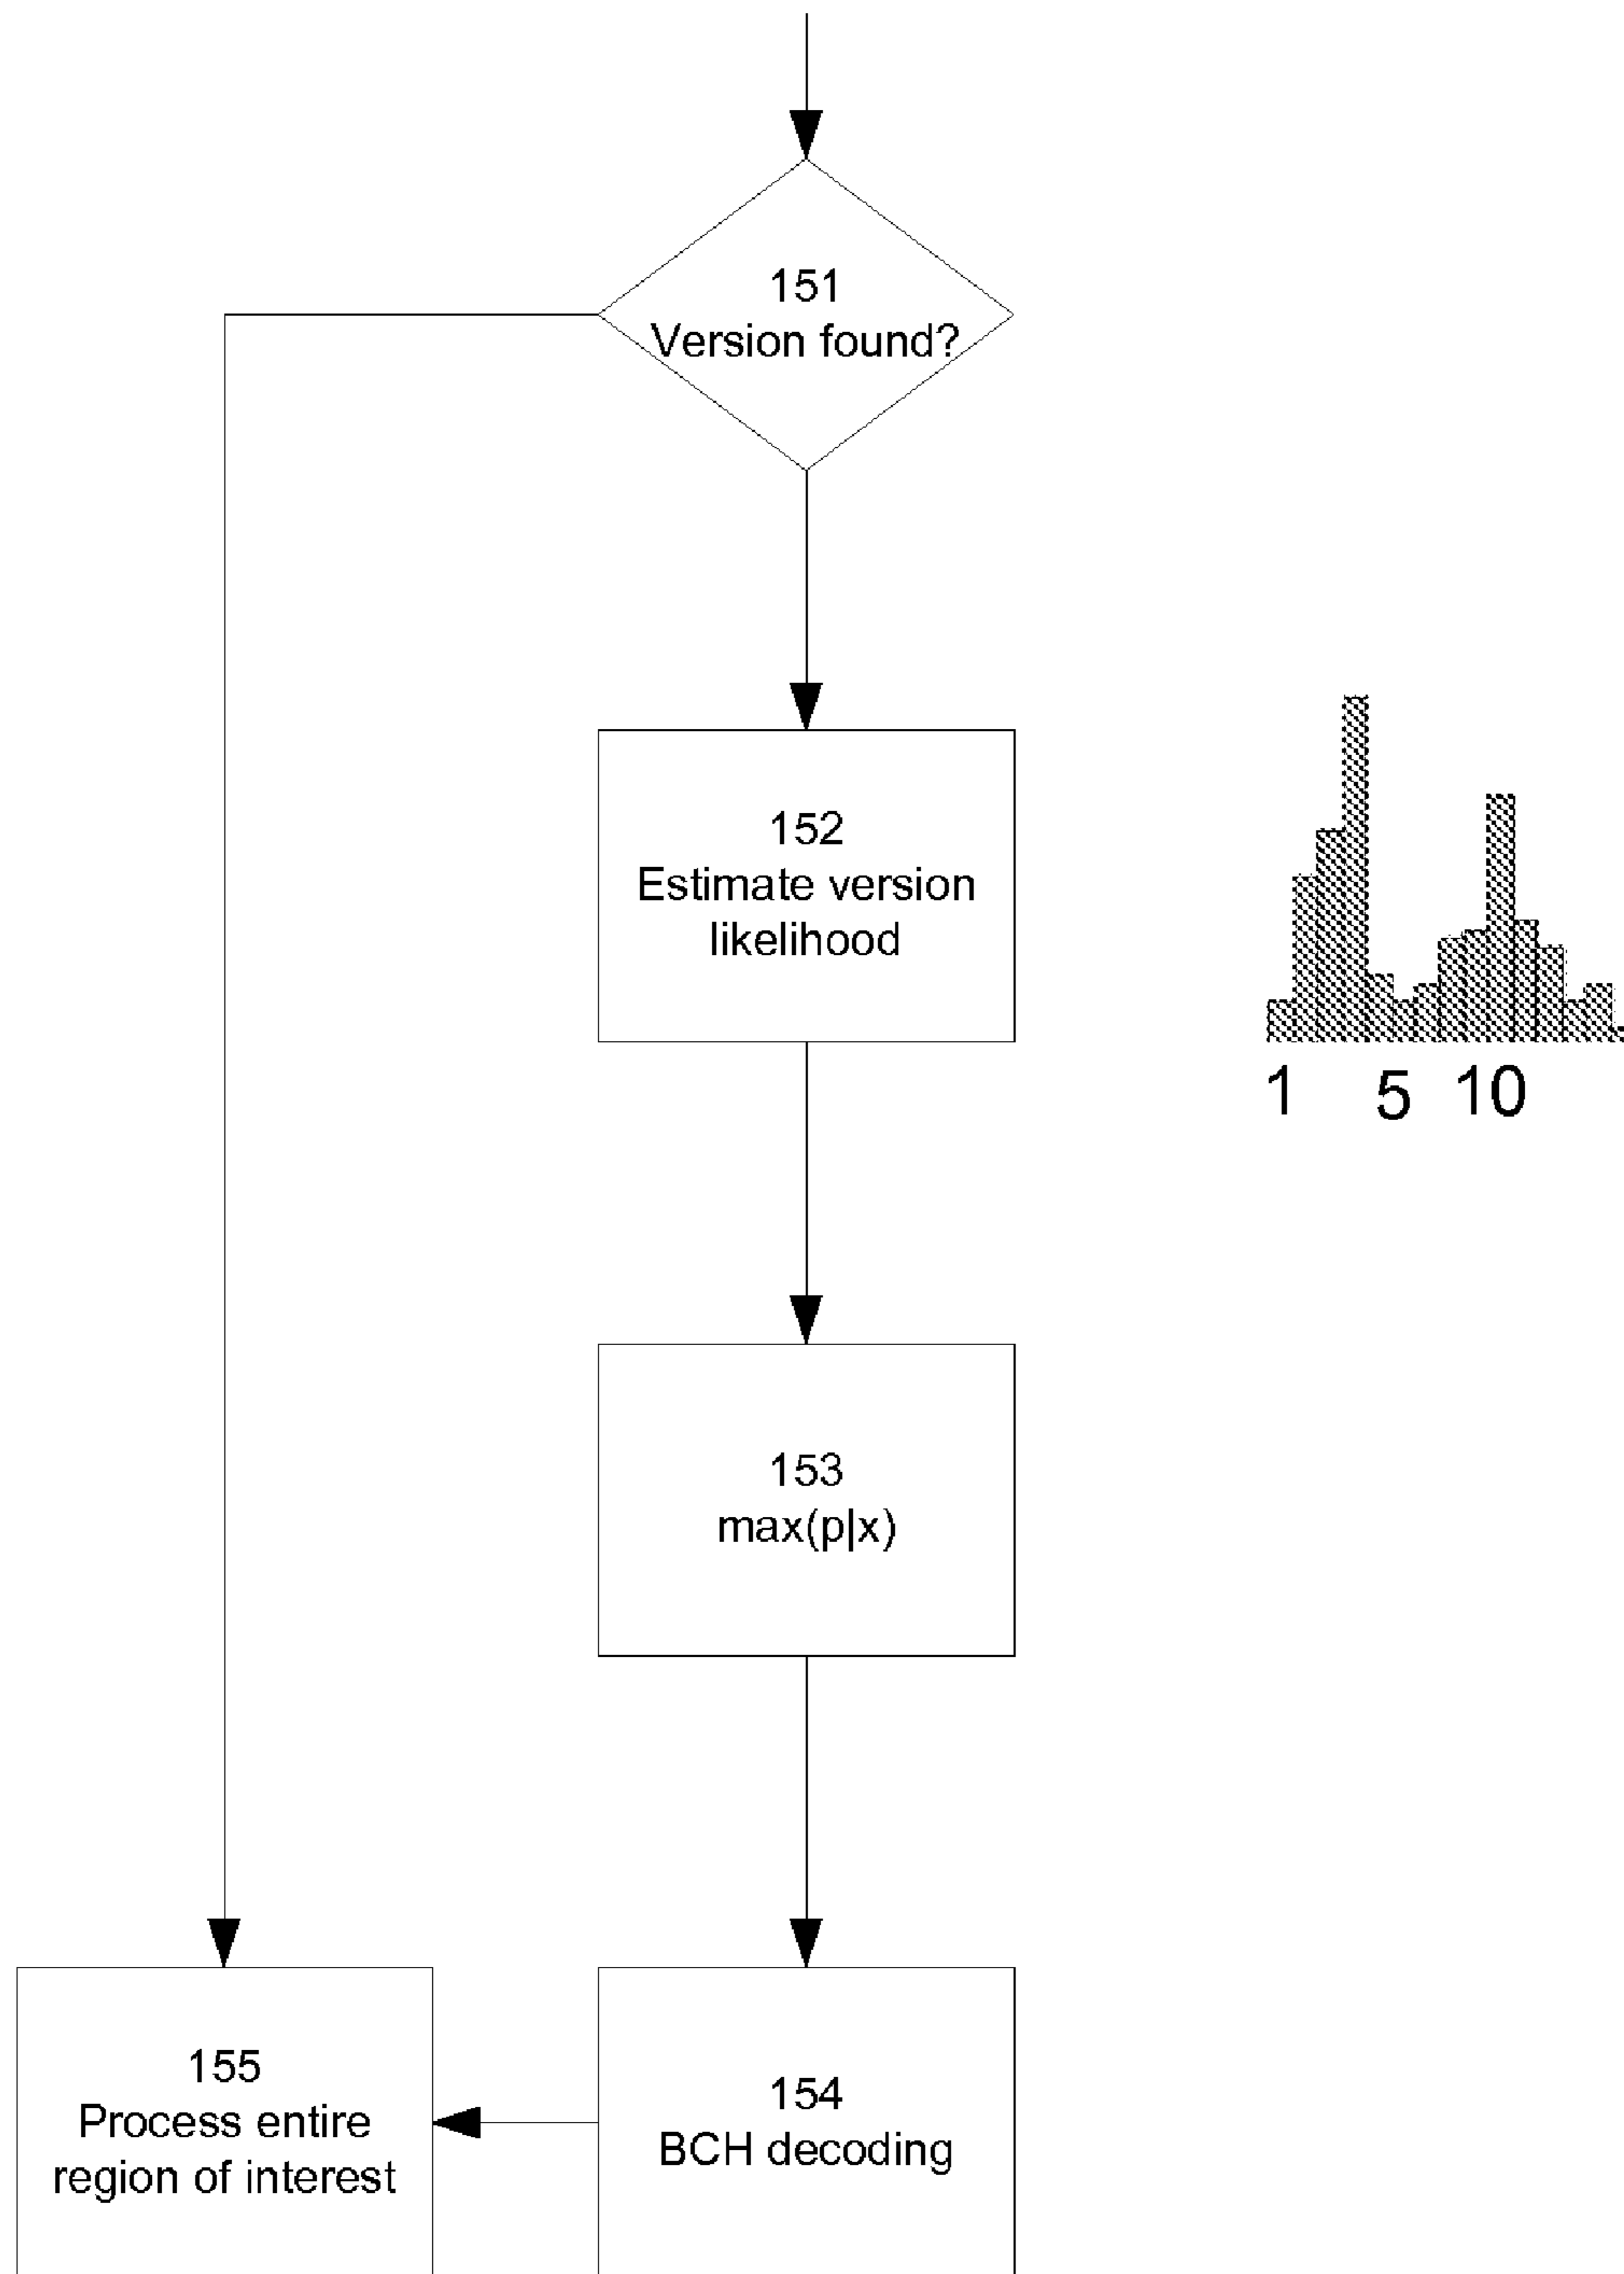 151
Version found?
152
Estimate version
likelihood
1 5 10
153
max(p|x)
155
Process entire
region of interest
154
BCH decoding